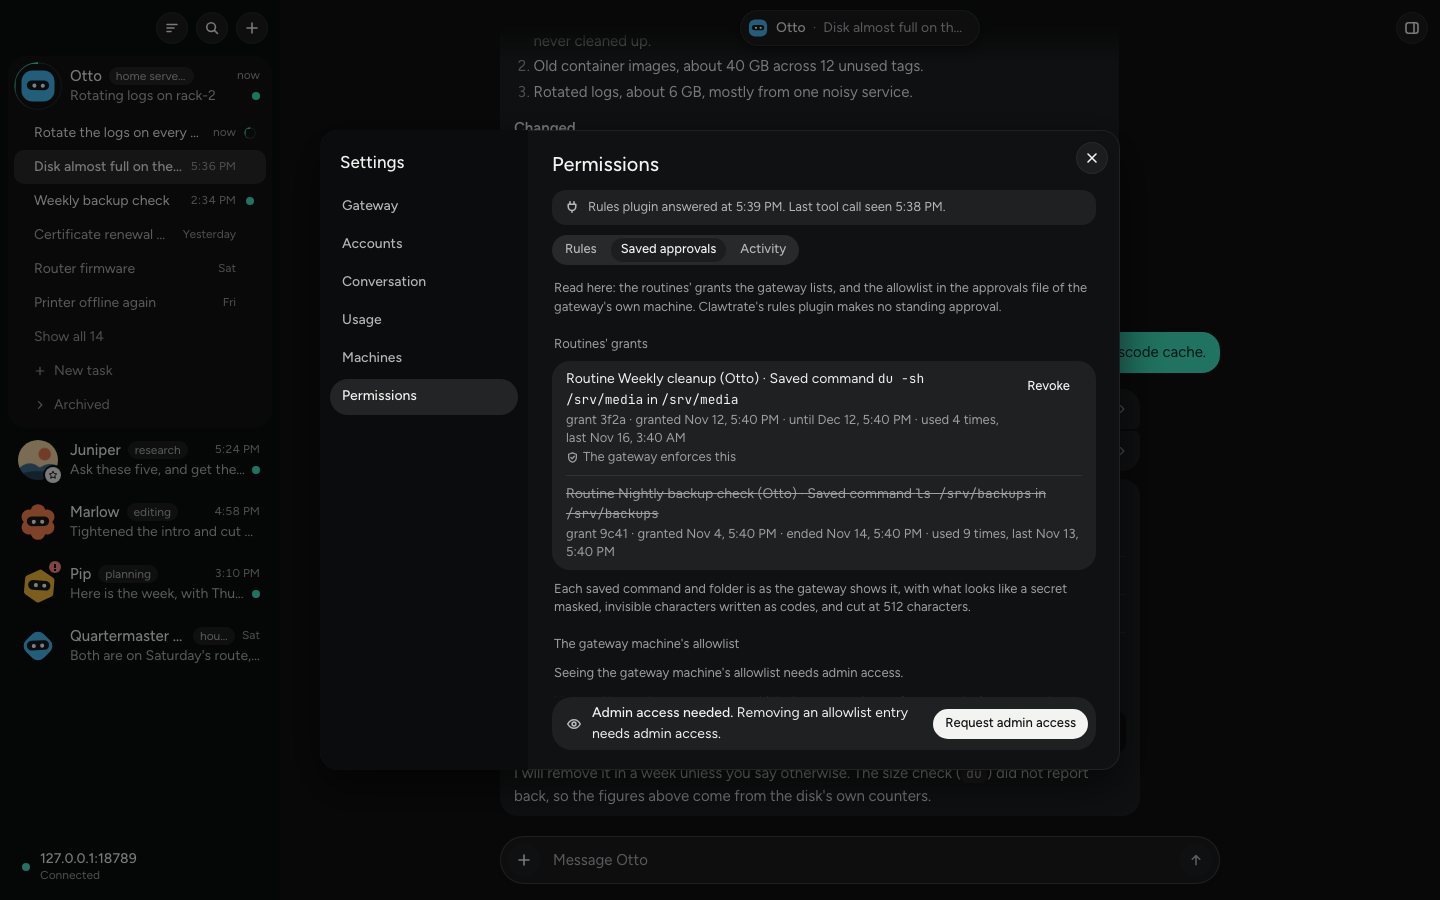 Otto · Disk almost full on th...
Otto home serve... now
Rotating logs on rack-2
Rotate the logs on every ... now
Disk almost full on the... 5:36 PM
Weekly backup check 2:34 PM
Certificate renewal ... Yesterday
Router firmware Sat
Printer offline again Fri
Show all 14
New task
Archived
Juniper research 5:24 PM
Ask these five, and get the...
Marlow editing 4:58 PM
Tightened the intro and cut ...
Pip planning 3:10 PM
Here is the week, with Thu...
Quartermaster ... hou... Sat
Both are on Saturday's route,...
127.0.0.1:18789
Connected
never cleaned up.
2. Old container images, about 40 GB across 12 unused tags.
3. Rotated logs, about 6 GB, mostly from one noisy service.
Changed
scode cache.
Settings
Gateway
Accounts
Conversation
Usage
Machines
Permissions
Permissions
Rules plugin answered at 5:39 PM. Last tool call seen 5:38 PM.
Rules Saved approvals Activity
Read here: the routines' grants the gateway lists, and the allowlist in the approvals file of the
gateway's own machine. Clawtrate's rules plugin makes no standing approval.
Routines' grants
Routine Weekly cleanup (Otto) · Saved command du -sh
/srv/media in /srv/media
Revoke
grant 3f2a · granted Nov 12, 5:40 PM · until Dec 12, 5:40 PM · used 4 times,
last Nov 16, 3:40 AM
The gateway enforces this
Routine Nightly backup check (Otto) · Saved command ls /srv/backups in
/srv/backups
grant 9c41 · granted Nov 4, 5:40 PM · ended Nov 14, 5:40 PM · used 9 times, last Nov 13,
5:40 PM
Each saved command and folder is as the gateway shows it, with what looks like a secret
masked, invisible characters written as codes, and cut at 512 characters.
The gateway machine's allowlist
Seeing the gateway machine's allowlist needs admin access.
Admin access needed. Removing an allowlist entry
needs admin access.
Request admin access
I will remove it in a week unless you say otherwise. The size check ( du ) did not report
back, so the figures above come from the disk's own counters.
Message Otto